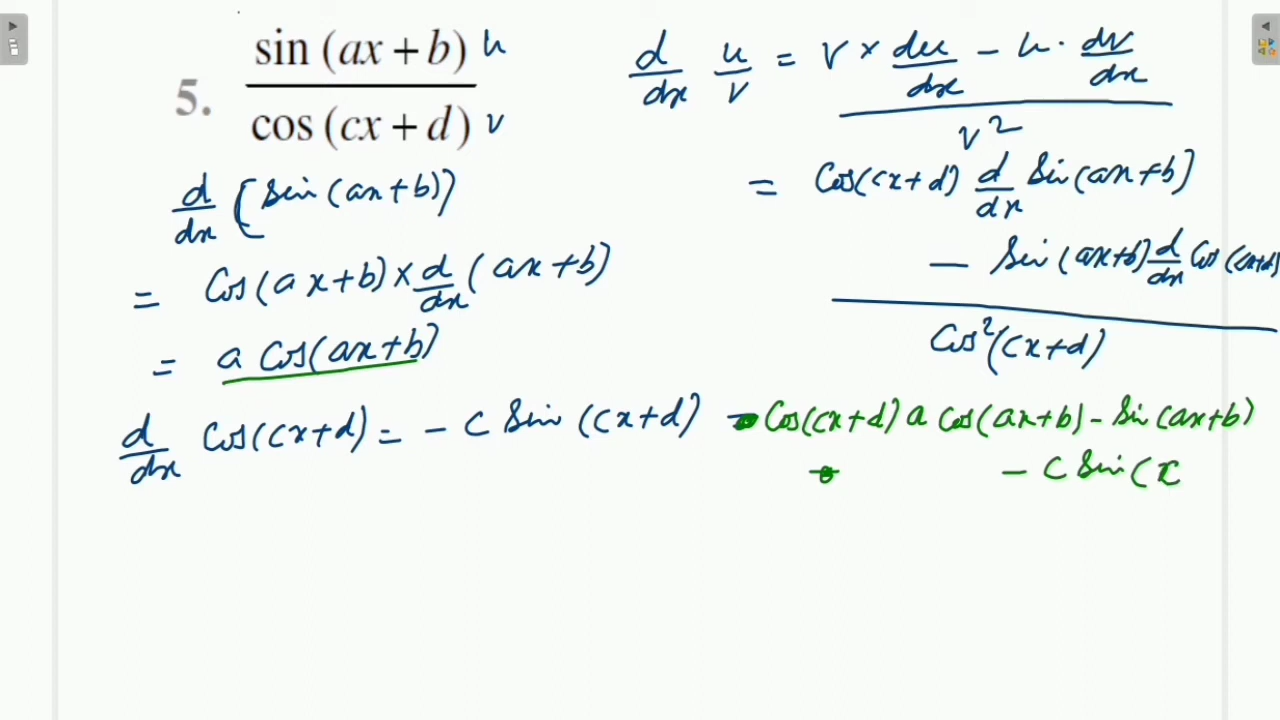 5. sin (ax + b) / cos (cx + d)
u
v
d/dx u/v = v × du/dx - u · dv/dx / v²
d/dx [sin (ax+b)]
= cos(cx+d) d/dx sin(ax+b)
- sin(ax+b) d/dx cos(cx+d)
cos²(cx+d)
= cos(ax+b) × d/dx (ax+b)
= a cos(ax+b)
d/dx cos(cx+d) = - c sin (cx+d)
cos(cx+d) a cos(ax+b) - sin(ax+b)
- c sin(x